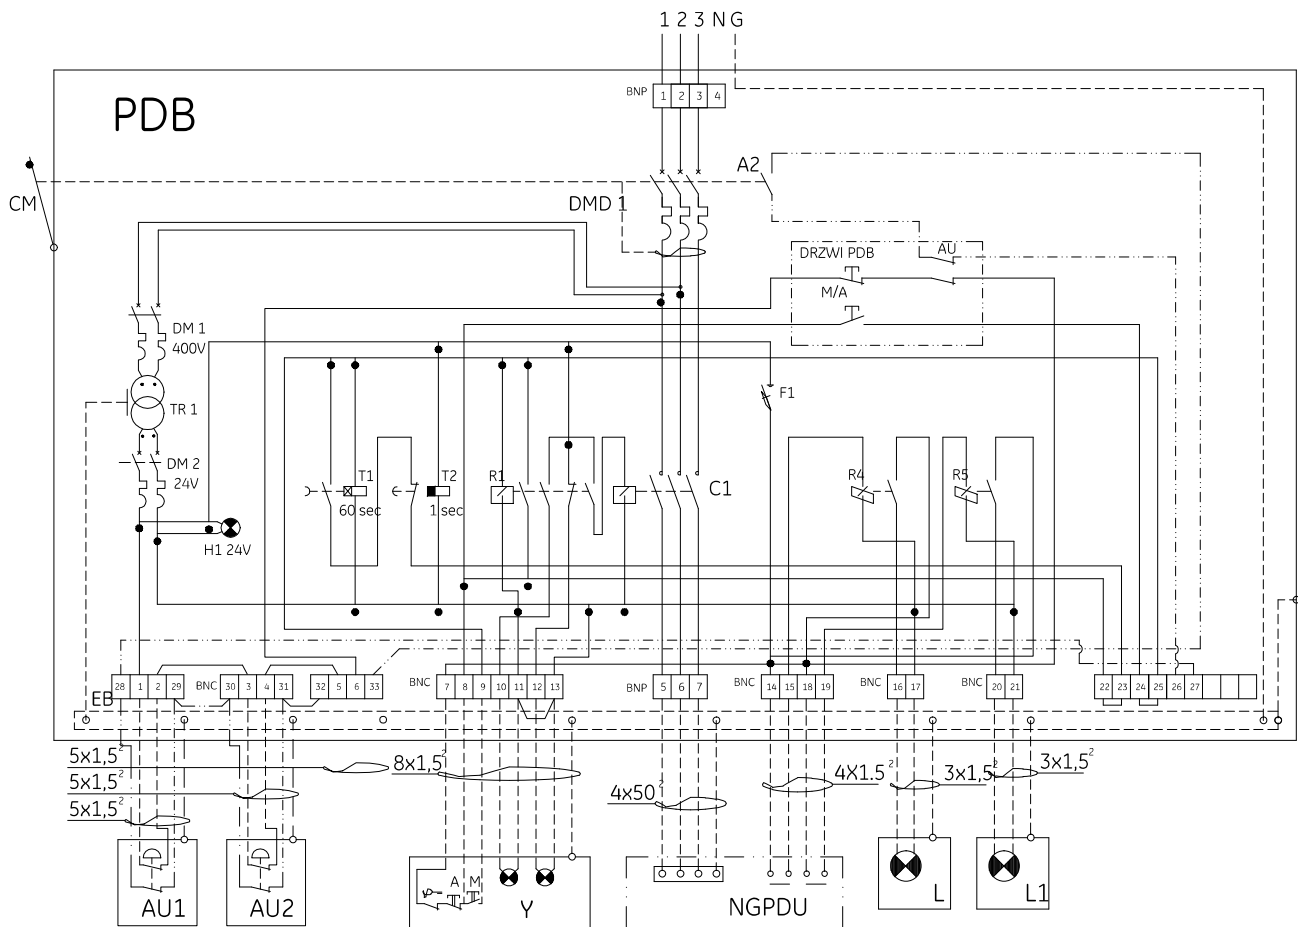 1 2 3 N G
BNP 1 2 3 4
PDB
CM
A2
DMD 1
DRZWI PDB
AU
M/A
DM 1
400V
TR 1
F1
DM 2
24V
H1 24V
T1
60 sec
T2
1 sec
R1
C1
R4
R5
EB
28 1 2 29
BNC 30 3 4 31
32 5 6 33
BNC 7 8 9 10 11 12 13
BNP 5 6 7
BNC 14 15 18 19
BNC 16 17
BNC 20 21
22 23 24 25 26 27
5x1,5²
5x1,5²
5x1,5²
8x1,5²
4x50²
4X1.5²
3x1,5²
3x1,5²
A M
AU1
AU2
Y
NGPDU
L
L1